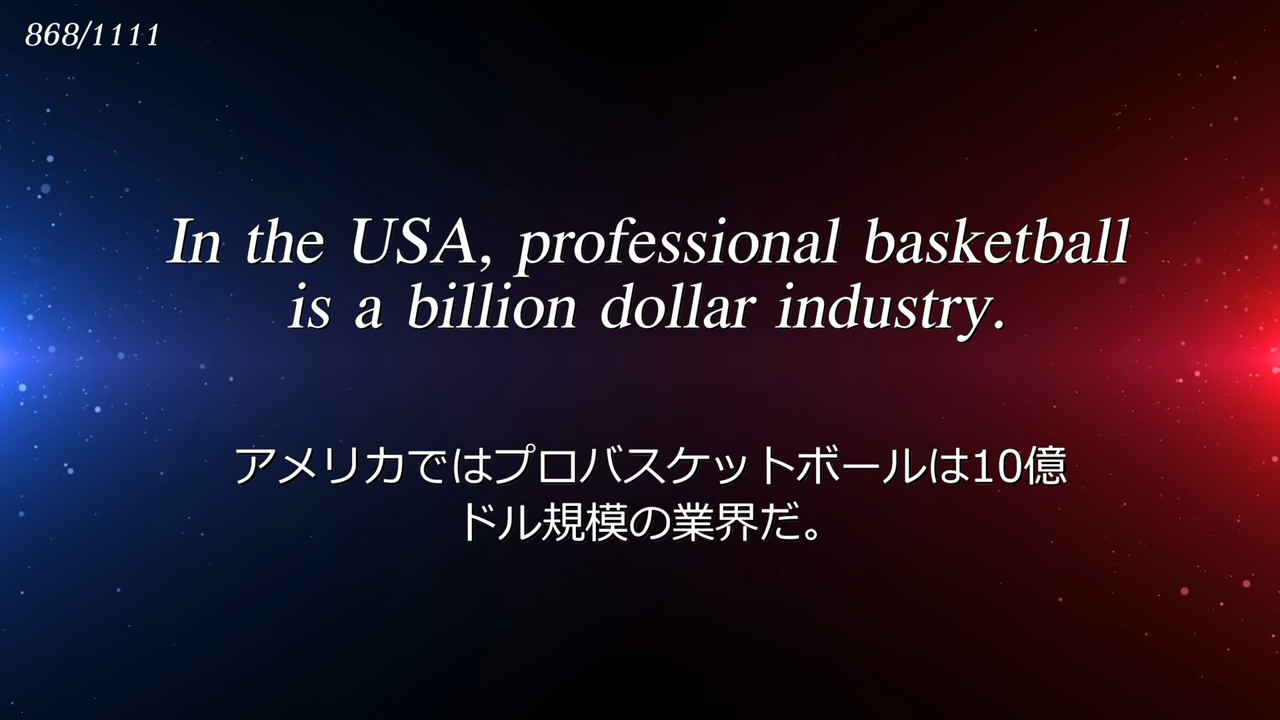 868/1111
In the USA, professional basketball
is a billion dollar industry.
アメリカではプロバスケットボールは10億
ドル規模の業界だ。